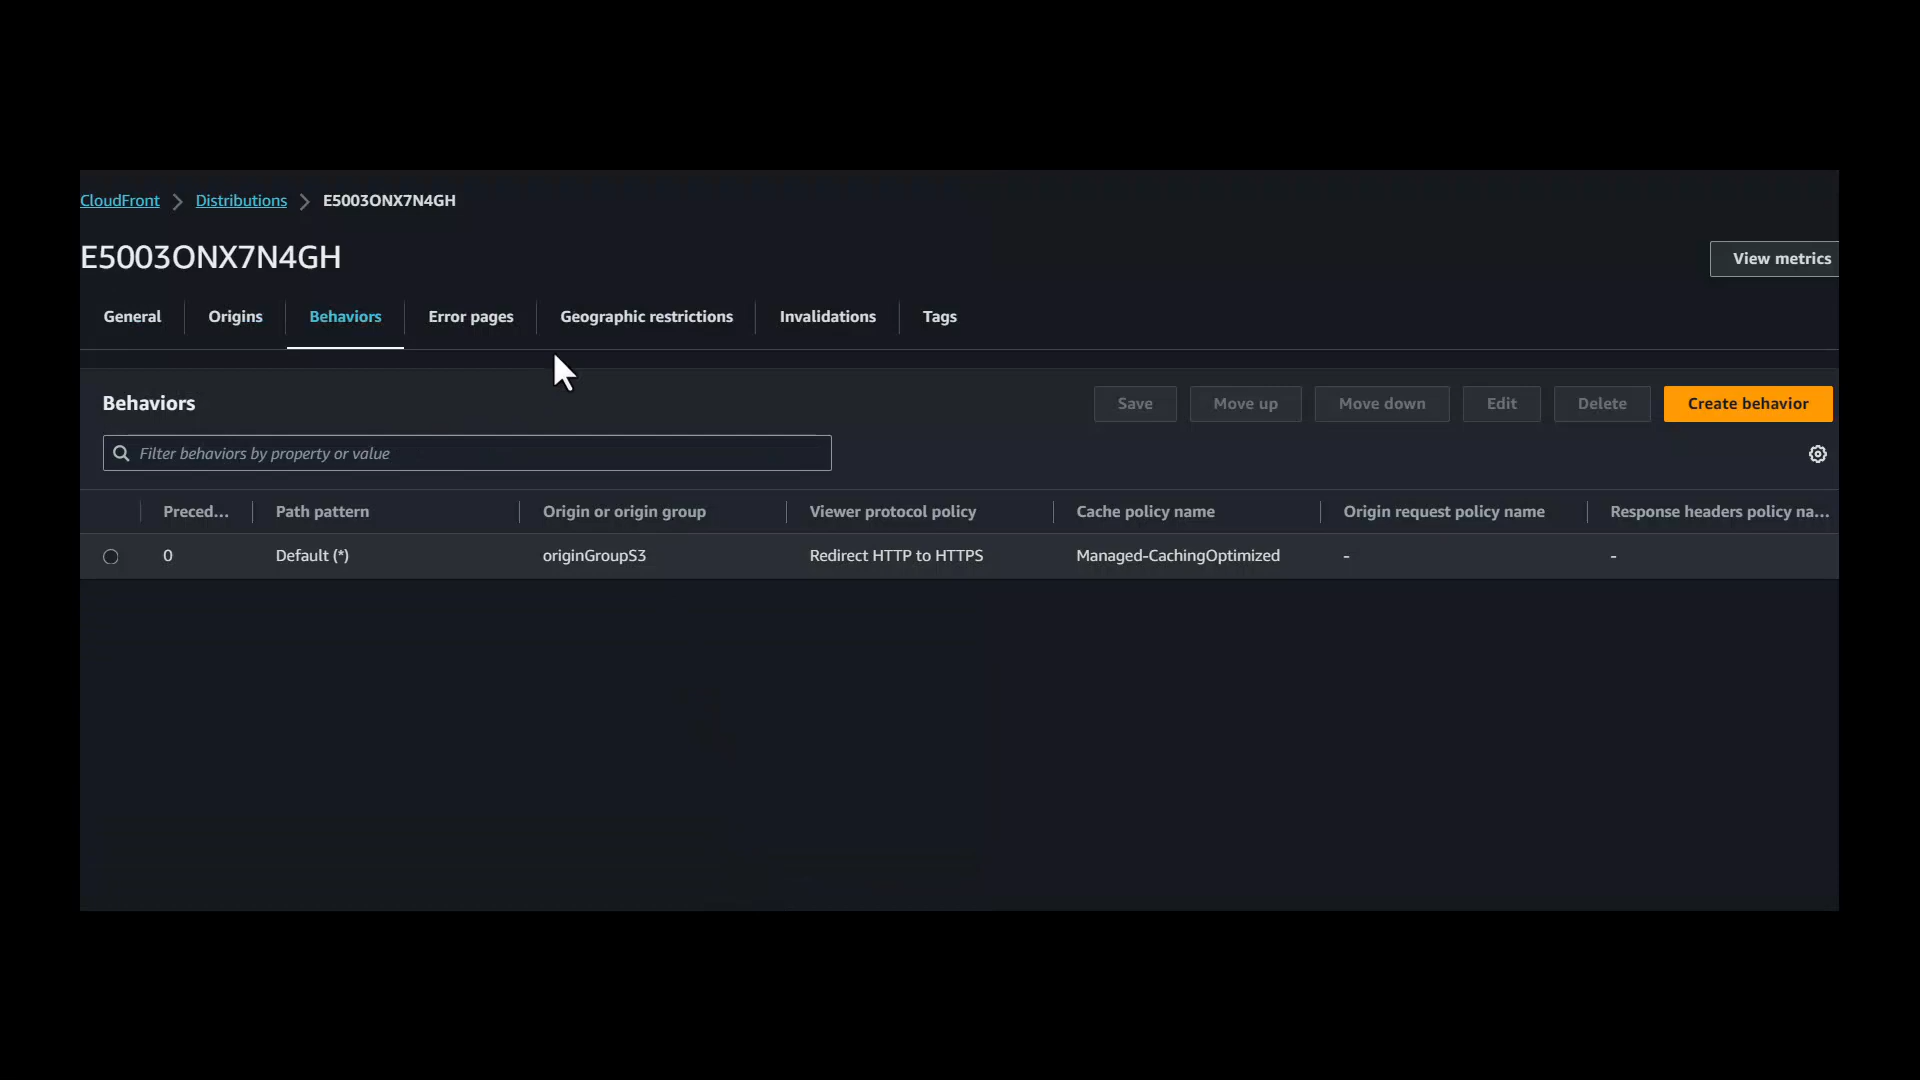 CloudFront > Distributions > E5003ONX7N4GH
E5003ONX7N4GH
View metrics
General Origins Behaviors Error pages Geographic restrictions Invalidations Tags
Behaviors
Save Move up Move down Edit Delete Create behavior
Filter behaviors by property or value
Preced... Path pattern Origin or origin group Viewer protocol policy Cache policy name Origin request policy name Response headers policy na...
0 Default (*) originGroupS3 Redirect HTTP to HTTPS Managed-CachingOptimized - -